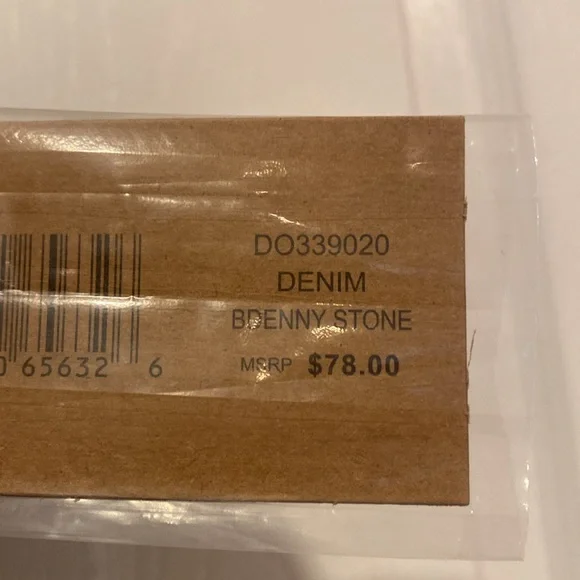 DO339020
DENIM
BDENNY STONE
MSRP $78.00
0 65632 6